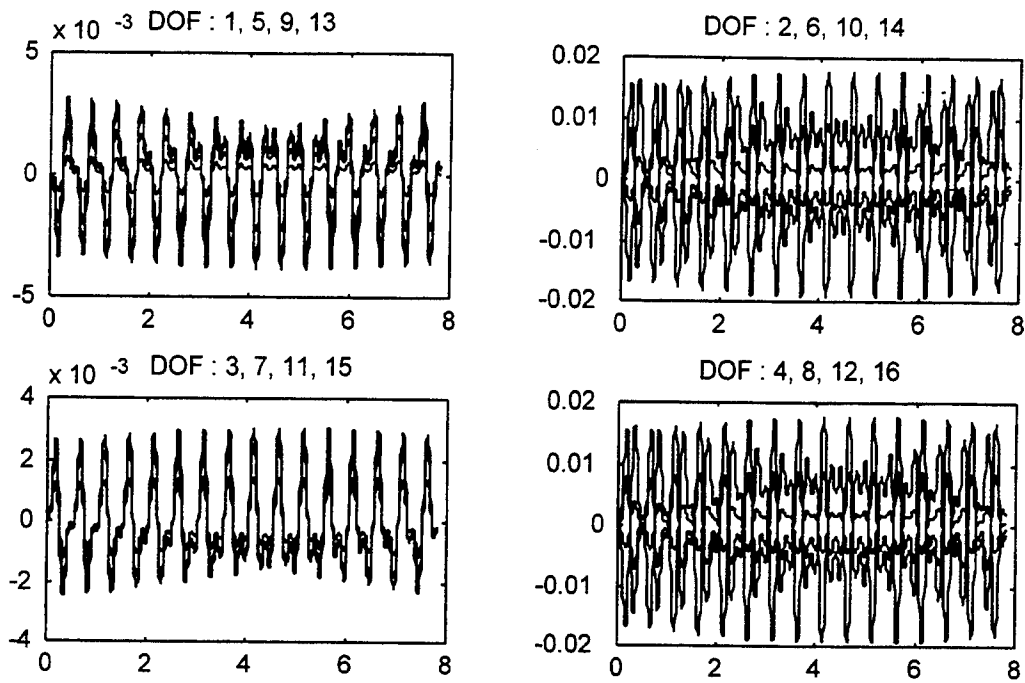 x 10 -3 DOF : 1, 5, 9, 13
5
0
-5
0 2 4 6 8
DOF : 2, 6, 10, 14
0.02
0.01
0
-0.01
-0.02
0 2 4 6 8
x 10 -3 DOF : 3, 7, 11, 15
4
2
0
-2
-4
0 2 4 6 8
DOF : 4, 8, 12, 16
0.02
0.01
0
-0.01
-0.02
0 2 4 6 8